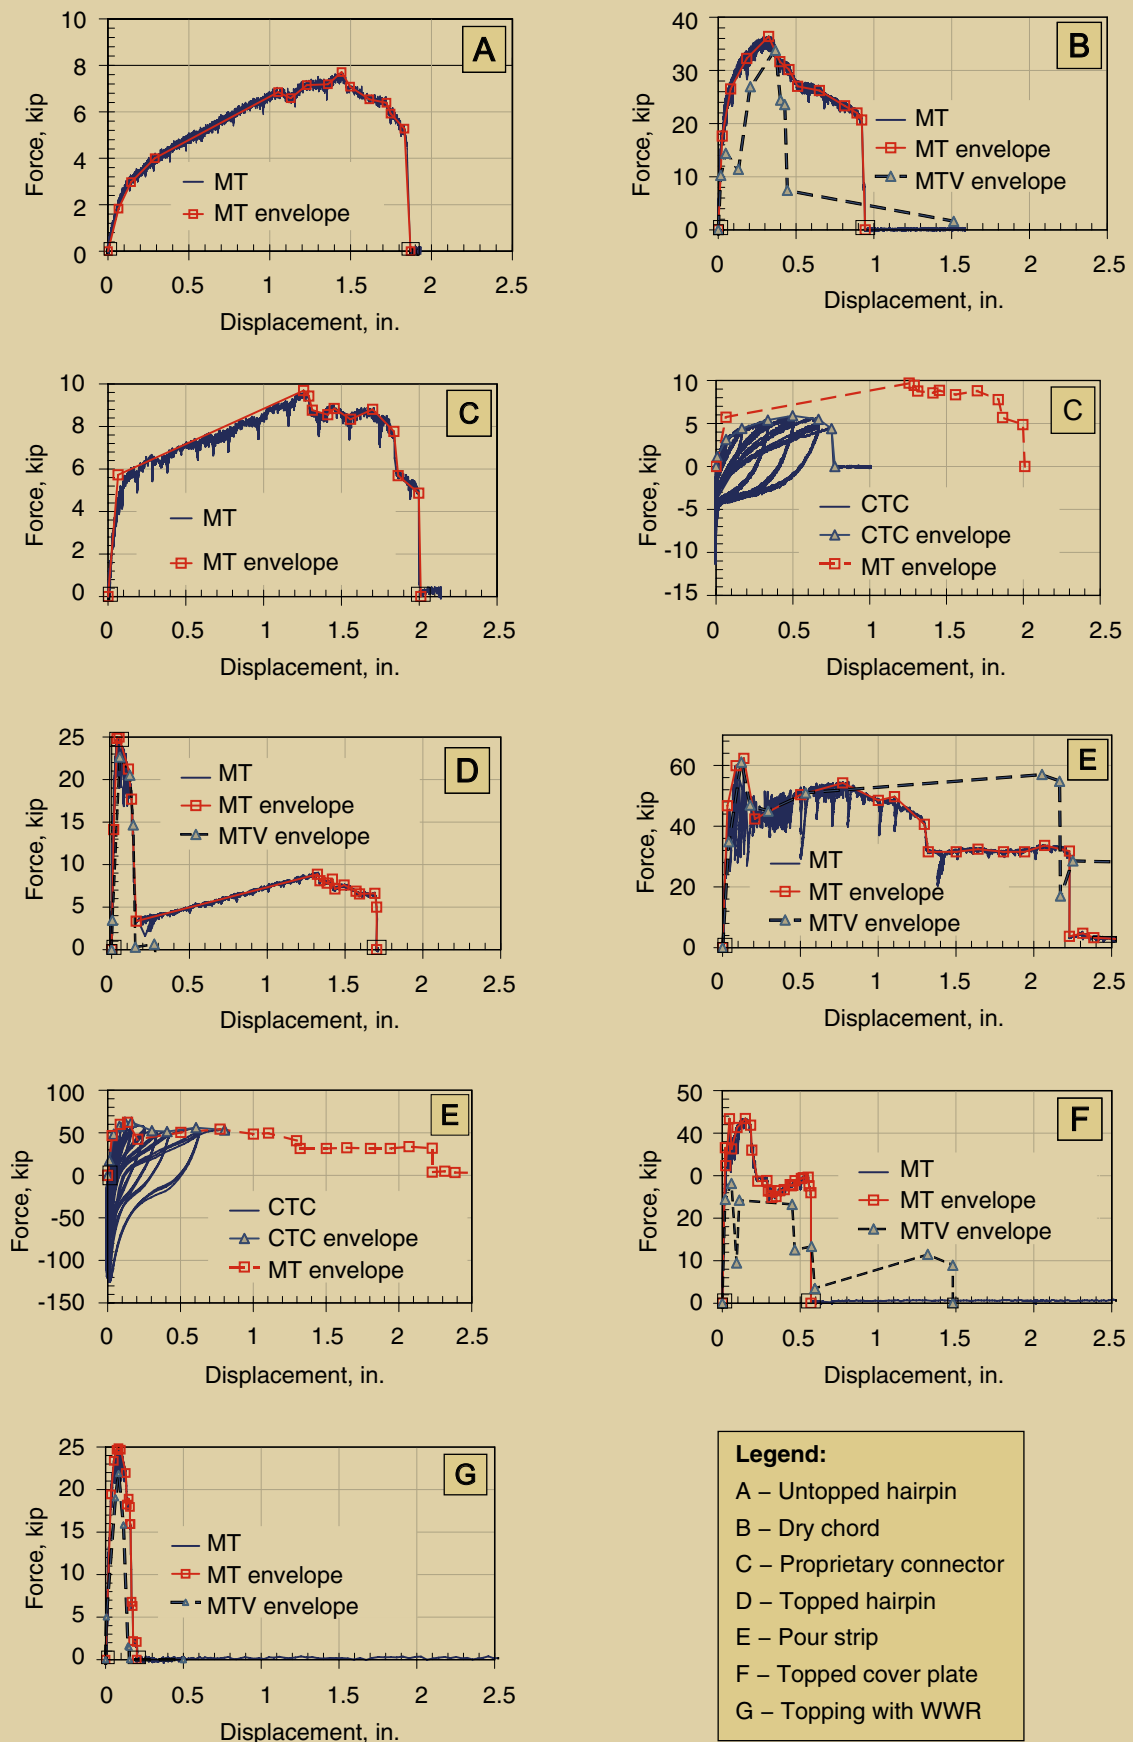 A
Force, kip
10
8
6
4
2
0
MT
MT envelope
0 0.5 1 1.5 2 2.5
Displacement, in.
B
Force, kip
40
30
20
10
0
MT
MT envelope
MTV envelope
0 0.5 1 1.5 2 2.5
Displacement, in.
C
Force, kip
10
8
6
4
2
0
MT
MT envelope
0 0.5 1 1.5 2 2.5
Displacement, in.
C
Force, kip
10
5
0
-5
-10
-15
CTC
CTC envelope
MT envelope
0 0.5 1 1.5 2 2.5
Displacement, in.
D
Force, kip
25
20
15
10
5
0
MT
MT envelope
MTV envelope
0 0.5 1 1.5 2 2.5
Displacement, in.
E
Force, kip
60
40
20
0
MT
MT envelope
MTV envelope
0 0.5 1 1.5 2 2.5
Displacement, in.
E
Force, kip
100
50
0
-50
-100
-150
CTC
CTC envelope
MT envelope
0 0.5 1 1.5 2 2.5
Displacement, in.
F
Force, kip
50
40
0
20
10
0
MT
MT envelope
MTV envelope
0 0.5 1 1.5 2 2.5
Displacement, in.
G
Force, kip
25
20
15
10
5
0
MT
MT envelope
MTV envelope
0 0.5 1 1.5 2 2.5
Displacement, in.
Legend:
A – Untopped hairpin
B – Dry chord
C – Proprietary connector
D – Topped hairpin
E – Pour strip
F – Topped cover plate
G – Topping with WWR